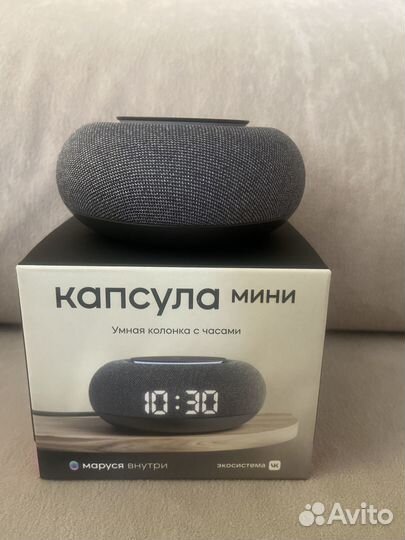 капсула мини
Умная колонка с часами
10:30
маруся внутри
экосистема VK
Avito